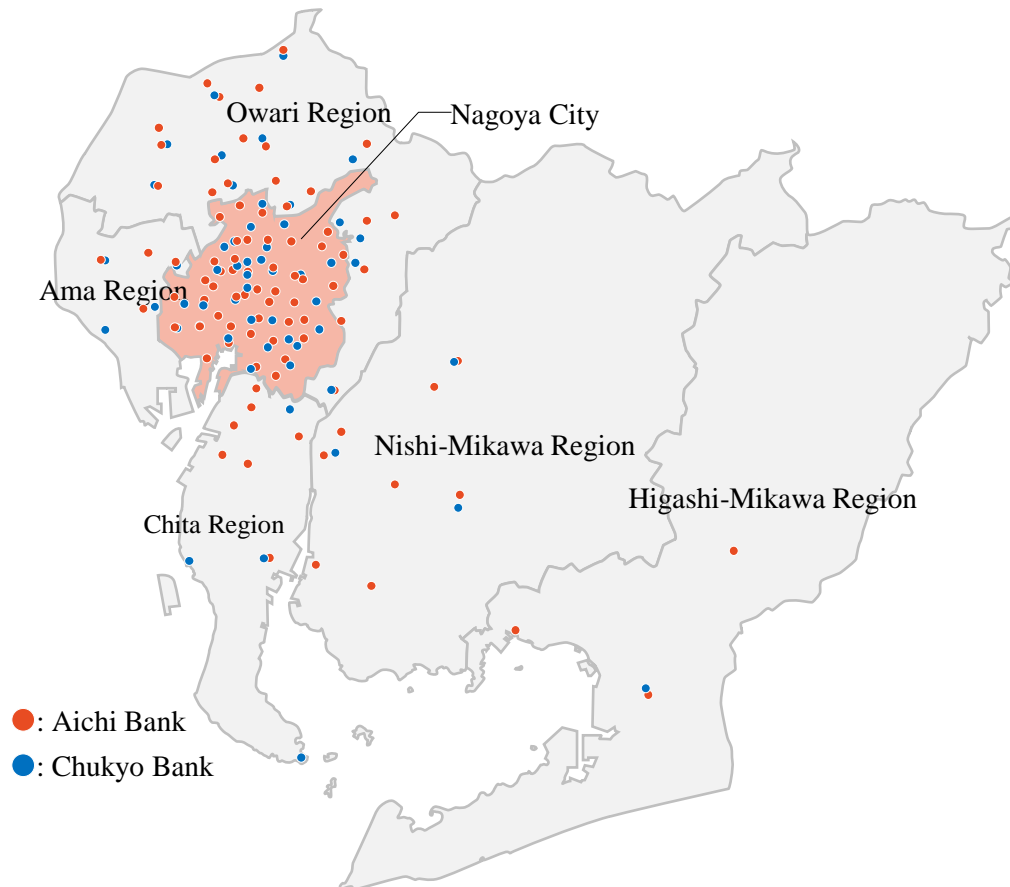 Owari Region
Nagoya City
Ama Region
Nishi-Mikawa Region
Higashi-Mikawa Region
Chita Region
: Aichi Bank
: Chukyo Bank